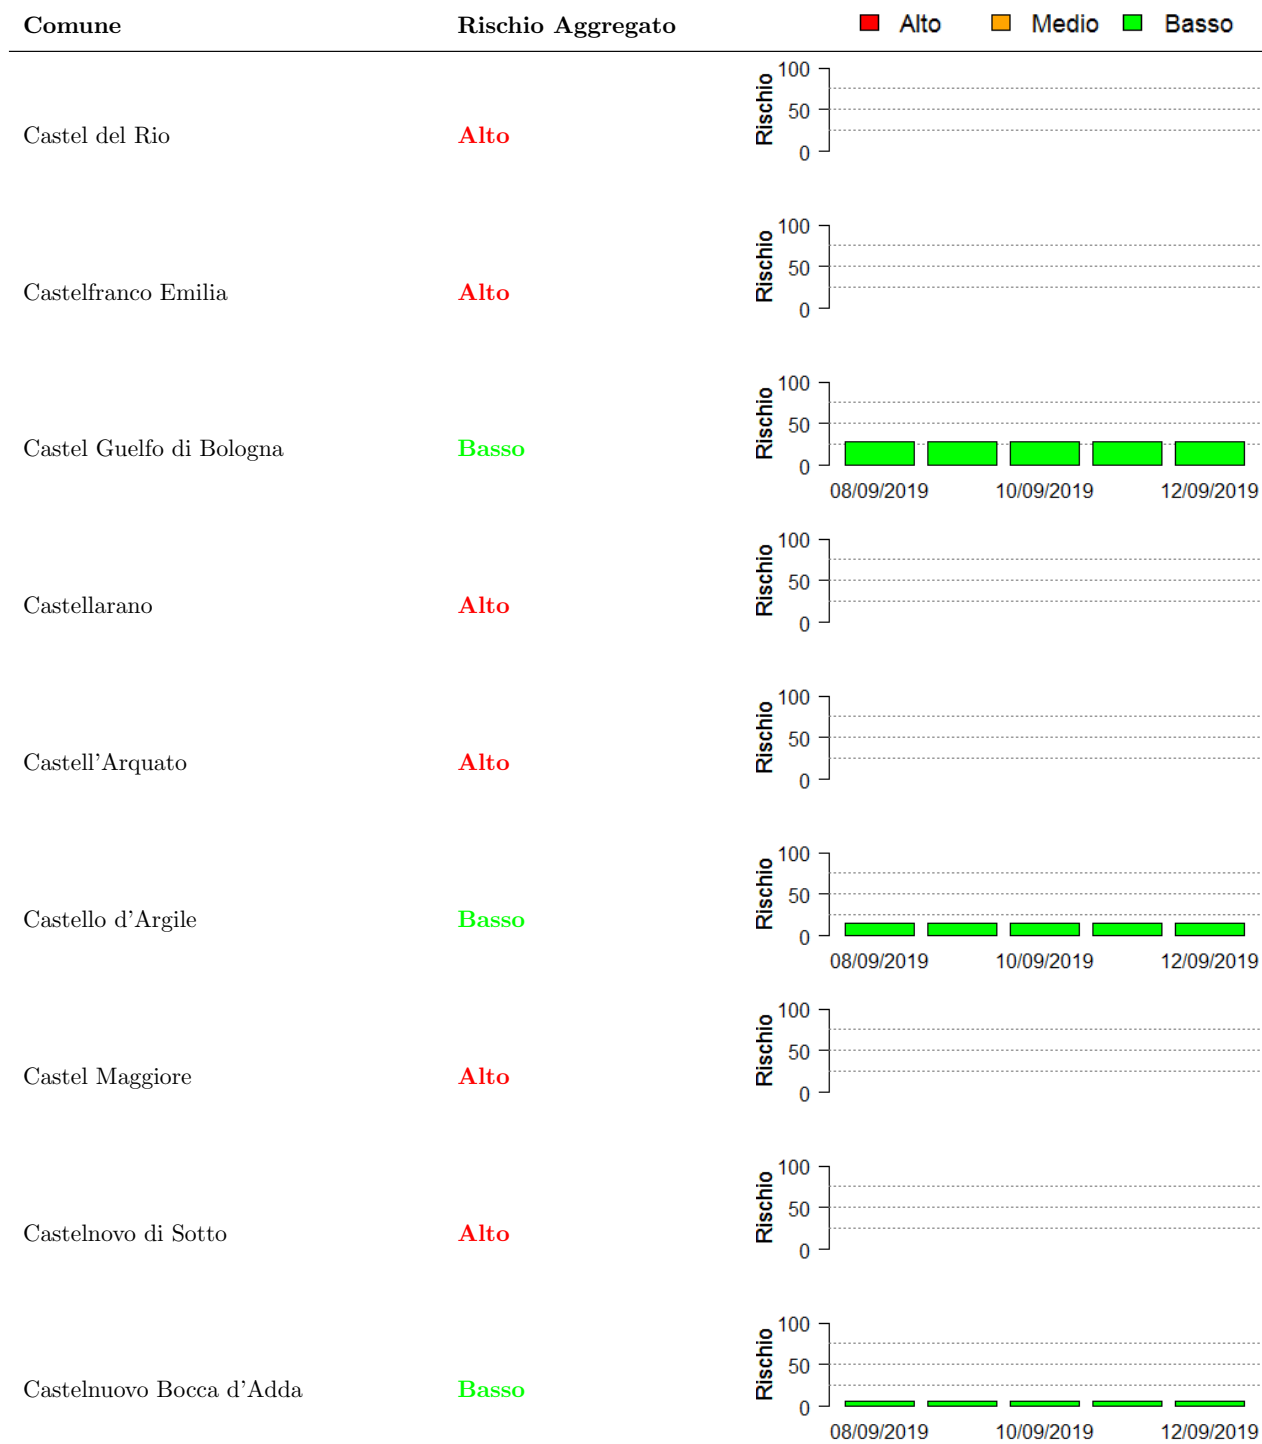 Comune Rischio Aggregato Alto Medio Basso
Castel del Rio Alto Rischio 100 50 0
Castelfranco Emilia Alto Rischio 100 50 0
Castel Guelfo di Bologna Basso Rischio 100 50 0
08/09/2019 10/09/2019 12/09/2019
Castellarano Alto Rischio 100 50 0
Castell'Arquato Alto Rischio 100 50 0
Castello d'Argile Basso Rischio 100 50 0
08/09/2019 10/09/2019 12/09/2019
Castel Maggiore Alto Rischio 100 50 0
Castelnovo di Sotto Alto Rischio 100 50 0
Castelnuovo Bocca d'Adda Basso Rischio 100 50 0
08/09/2019 10/09/2019 12/09/2019